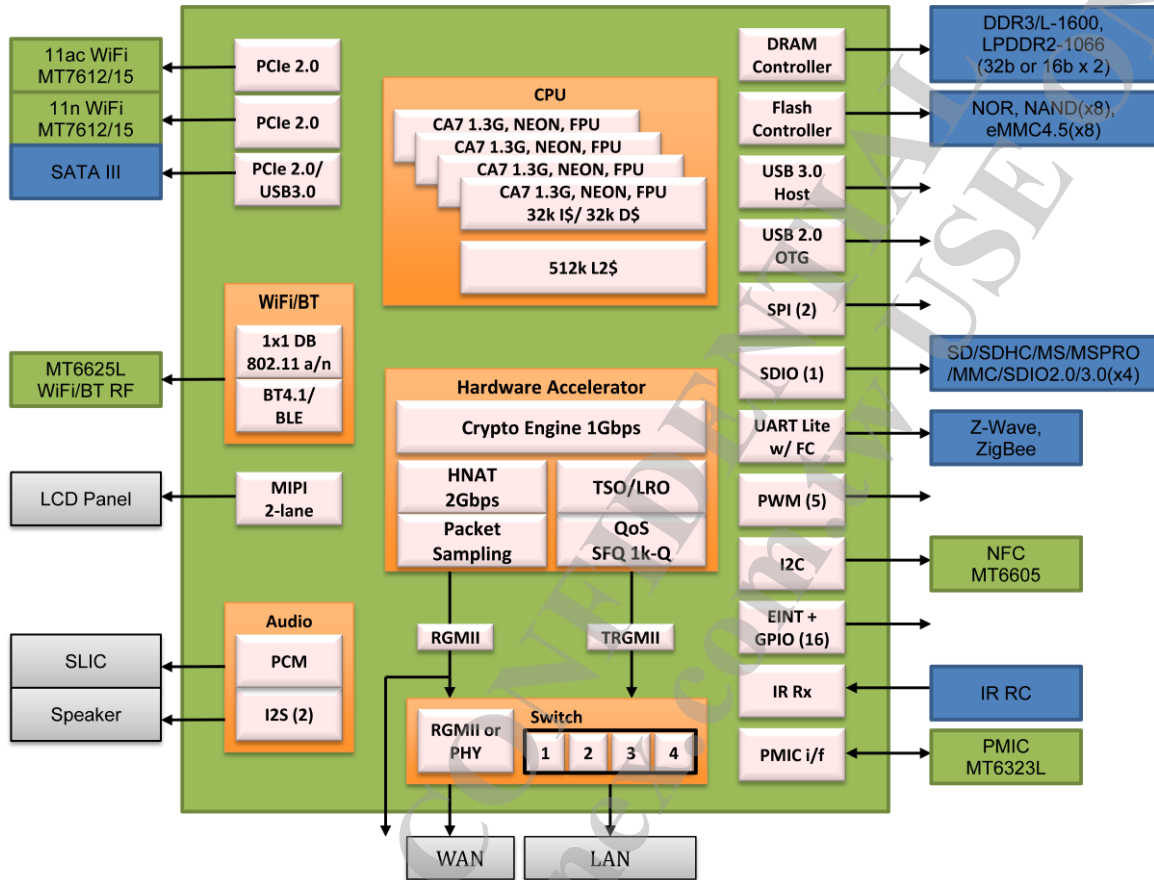 11ac WiFi
MT7612/15
11n WiFi
MT7612/15
SATA III
PCIe 2.0
PCIe 2.0
PCIe 2.0/
USB3.0
WiFi/BT
1x1 DB
802.11 a/n
BT4.1/
BLE
MT6625L
WiFi/BT RF
LCD Panel
MIPI
2-lane
Audio
PCM
I2S (2)
SLIC
Speaker
CPU
CA7 1.3G, NEON, FPU
CA7 1.3G, NEON, FPU
CA7 1.3G, NEON, FPU
CA7 1.3G, NEON, FPU
32k I$/ 32k D$
512k L2$
Hardware Accelerator
Crypto Engine 1Gbps
HNAT
2Gbps
TSO/LRO
Packet
Sampling
QoS
SFQ 1k-Q
RGMII
TRGMII
Switch
RGMII or
PHY
1 2 3 4
WAN
LAN
DRAM
Controller
Flash
Controller
USB 3.0
Host
USB 2.0
OTG
SPI (2)
SDIO (1)
UART Lite
w/ FC
PWM (5)
I2C
EINT +
GPIO (16)
IR Rx
PMIC i/f
DDR3/L-1600,
LPDDR2-1066
(32b or 16b x 2)
NOR, NAND(x8),
eMMC4.5(x8)
SD/SDHC/MS/MSPRO
/MMC/SDIO2.0/3.0(x4)
Z-Wave,
ZigBee
NFC
MT6605
IR RC
PMIC
MT6323L
CONFIDENTIAL
nex.com.tw USE ON